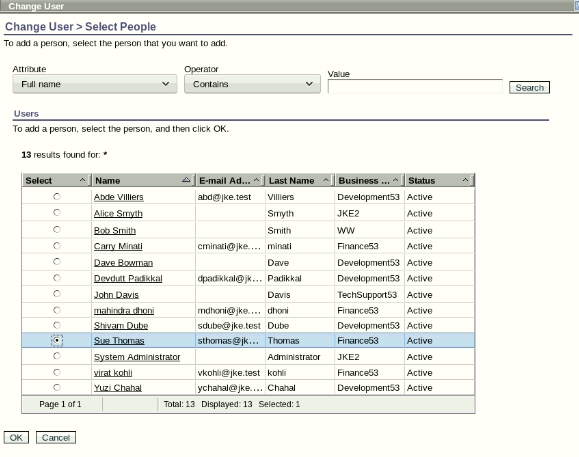 Change User
Change User > Select People
To add a person, select the person that you want to add.
Attribute Operator Value
Full name Contains Search
Users
To add a person, select the person, and then click OK.
13 results found for: *
Select Name E-mail Ad... Last Name Business ... Status
Abde Villiers abd@jke.test Villiers Development53 Active
Alice Smyth Smyth JKE2 Active
Bob Smith Smith WW Active
Carry Minati cminati@jke.... minati Finance53 Active
Dave Bowman Dave Development53 Active
Devdutt Padikkal dpadikkal@jk... Padikkal Development53 Active
John Davis Davis TechSupport53 Active
mahindra dhoni mdhoni@jke.... dhoni Finance53 Active
Shivam Dube sdube@jke.test Dube Development53 Active
Sue Thomas sthomas@jk... Thomas Finance53 Active
System Administrator Administrator JKE2 Active
virat kohli vkohli@jke.test kohli Finance53 Active
Yuzi Chahal ychahal@jke.... Chahal Development53 Active
Page 1 of 1 Total: 13 Displayed: 13 Selected: 1
OK Cancel